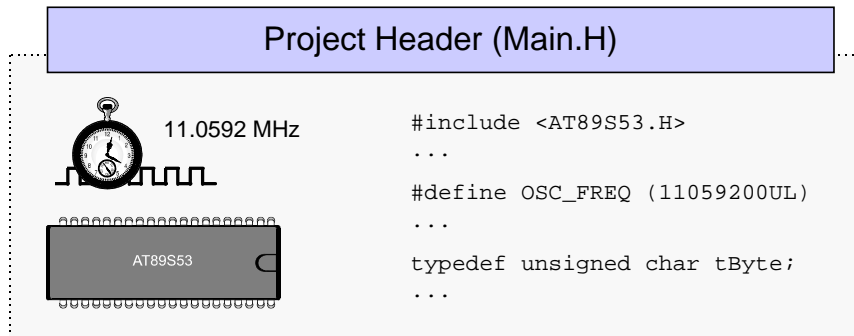 Project Header (Main.H)
11.0592 MHz
AT89S53
#include <AT89S53.H>
...
#define OSC_FREQ (11059200UL)
...
typedef unsigned char tByte;
...